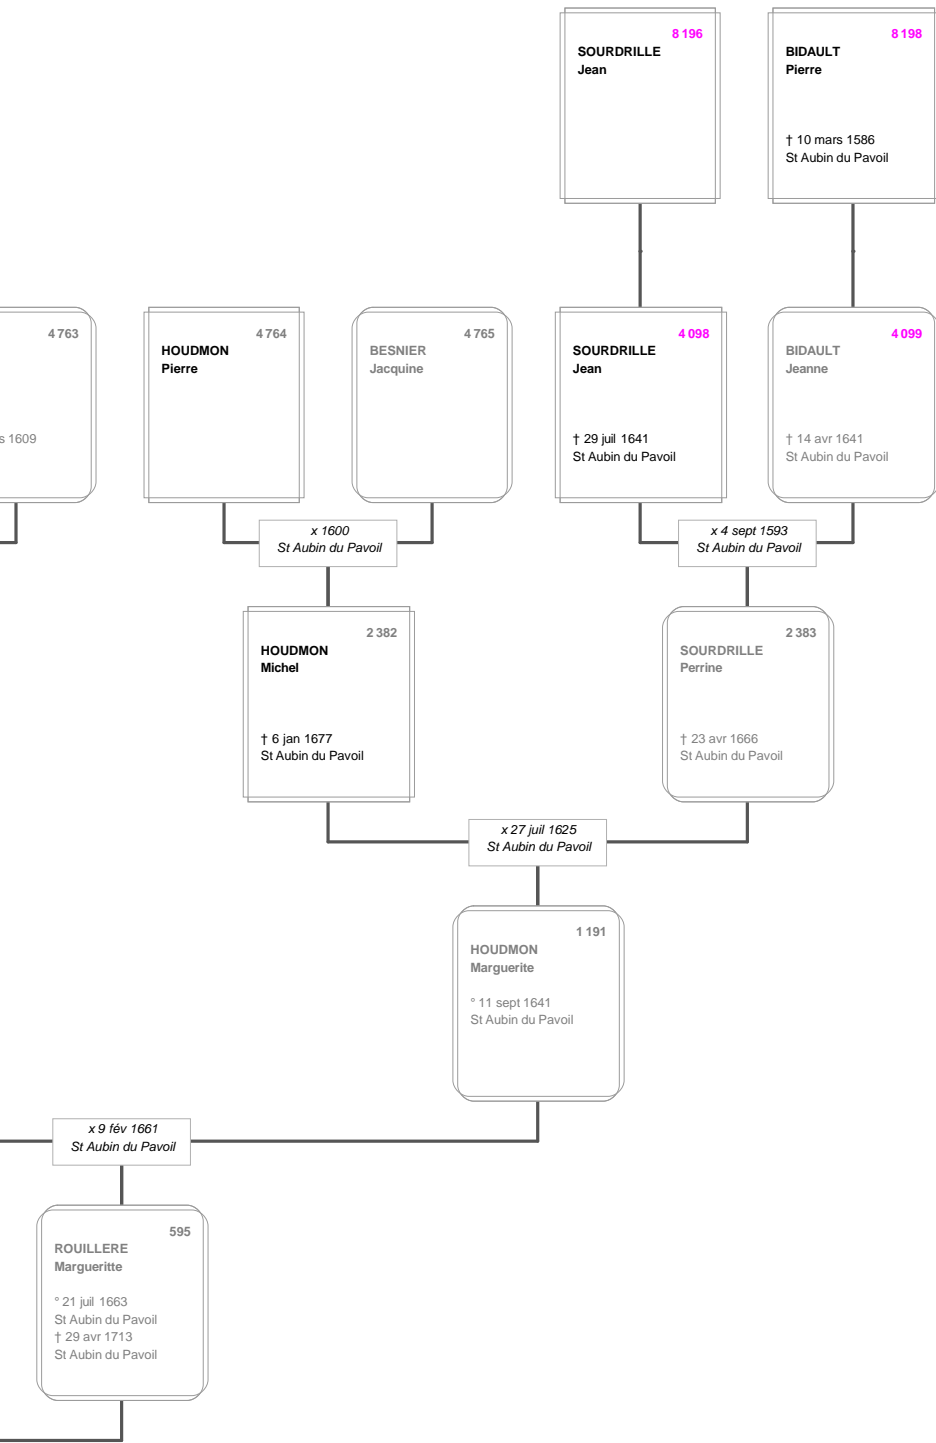 8 196
SOURDRILLE
Jean
8 198
BIDAULT
Pierre
† 10 mars 1586
St Aubin du Pavoil
4 763
s 1609
4 764
HOUDMON
Pierre
4 765
BESNIER
Jacquine
4 098
SOURDRILLE
Jean
† 29 juil 1641
St Aubin du Pavoil
4 099
BIDAULT
Jeanne
† 14 avr 1641
St Aubin du Pavoil
x 1600
St Aubin du Pavoil
x 4 sept 1593
St Aubin du Pavoil
2 382
HOUDMON
Michel
† 6 jan 1677
St Aubin du Pavoil
2 383
SOURDRILLE
Perrine
† 23 avr 1666
St Aubin du Pavoil
x 27 juil 1625
St Aubin du Pavoil
1 191
HOUDMON
Marguerite
° 11 sept 1641
St Aubin du Pavoil
x 9 fév 1661
St Aubin du Pavoil
595
ROUILLERE
Margueritte
° 21 juil 1663
St Aubin du Pavoil
† 29 avr 1713
St Aubin du Pavoil